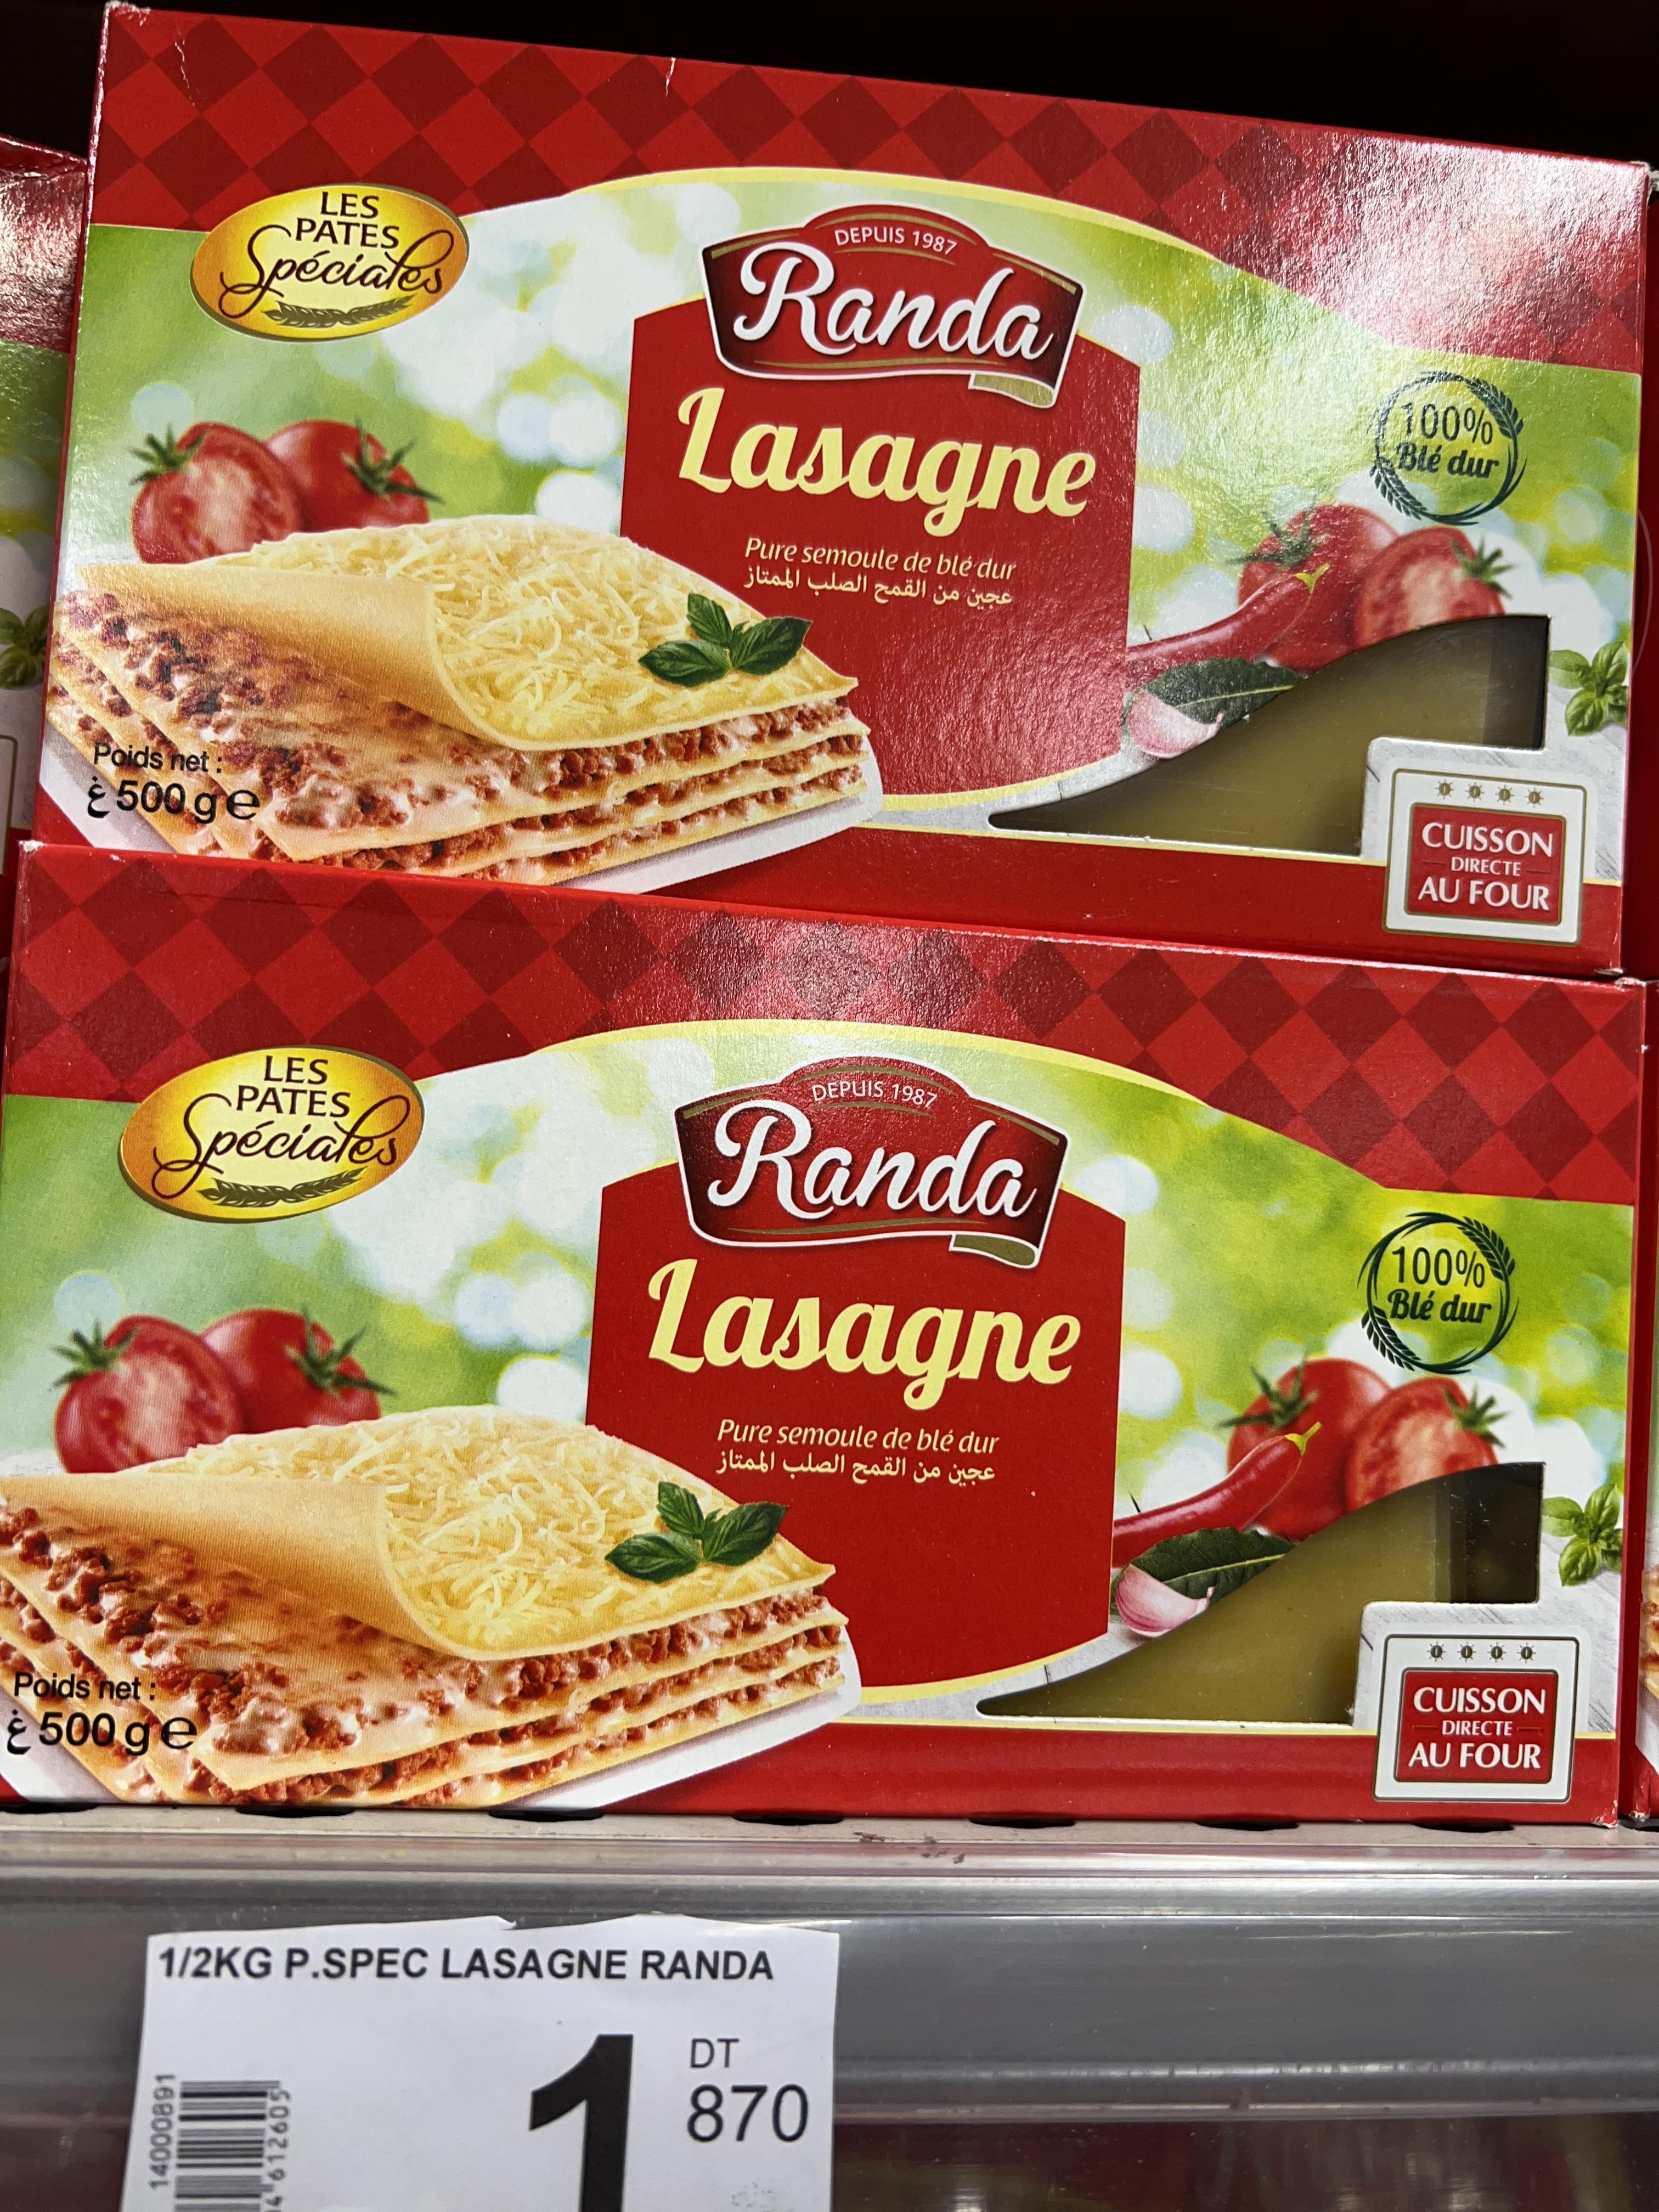 LES
PATES
Spéciales
DEPUIS 1987
Randa
Lasagne
Pure semoule de blé dur
عجين من القمح الصلب الممتاز
100%
Blé dur
Poids net :
غ 500 g e
CUISSON
DIRECTE
AU FOUR
LES
PATES
Spéciales
DEPUIS 1987
Randa
Lasagne
Pure semoule de blé dur
عجين من القمح الصلب الممتاز
100%
Blé dur
Poids net :
غ 500 g e
CUISSON
DIRECTE
AU FOUR
1/2KG P.SPEC LASAGNE RANDA
1 DT
870
14000891